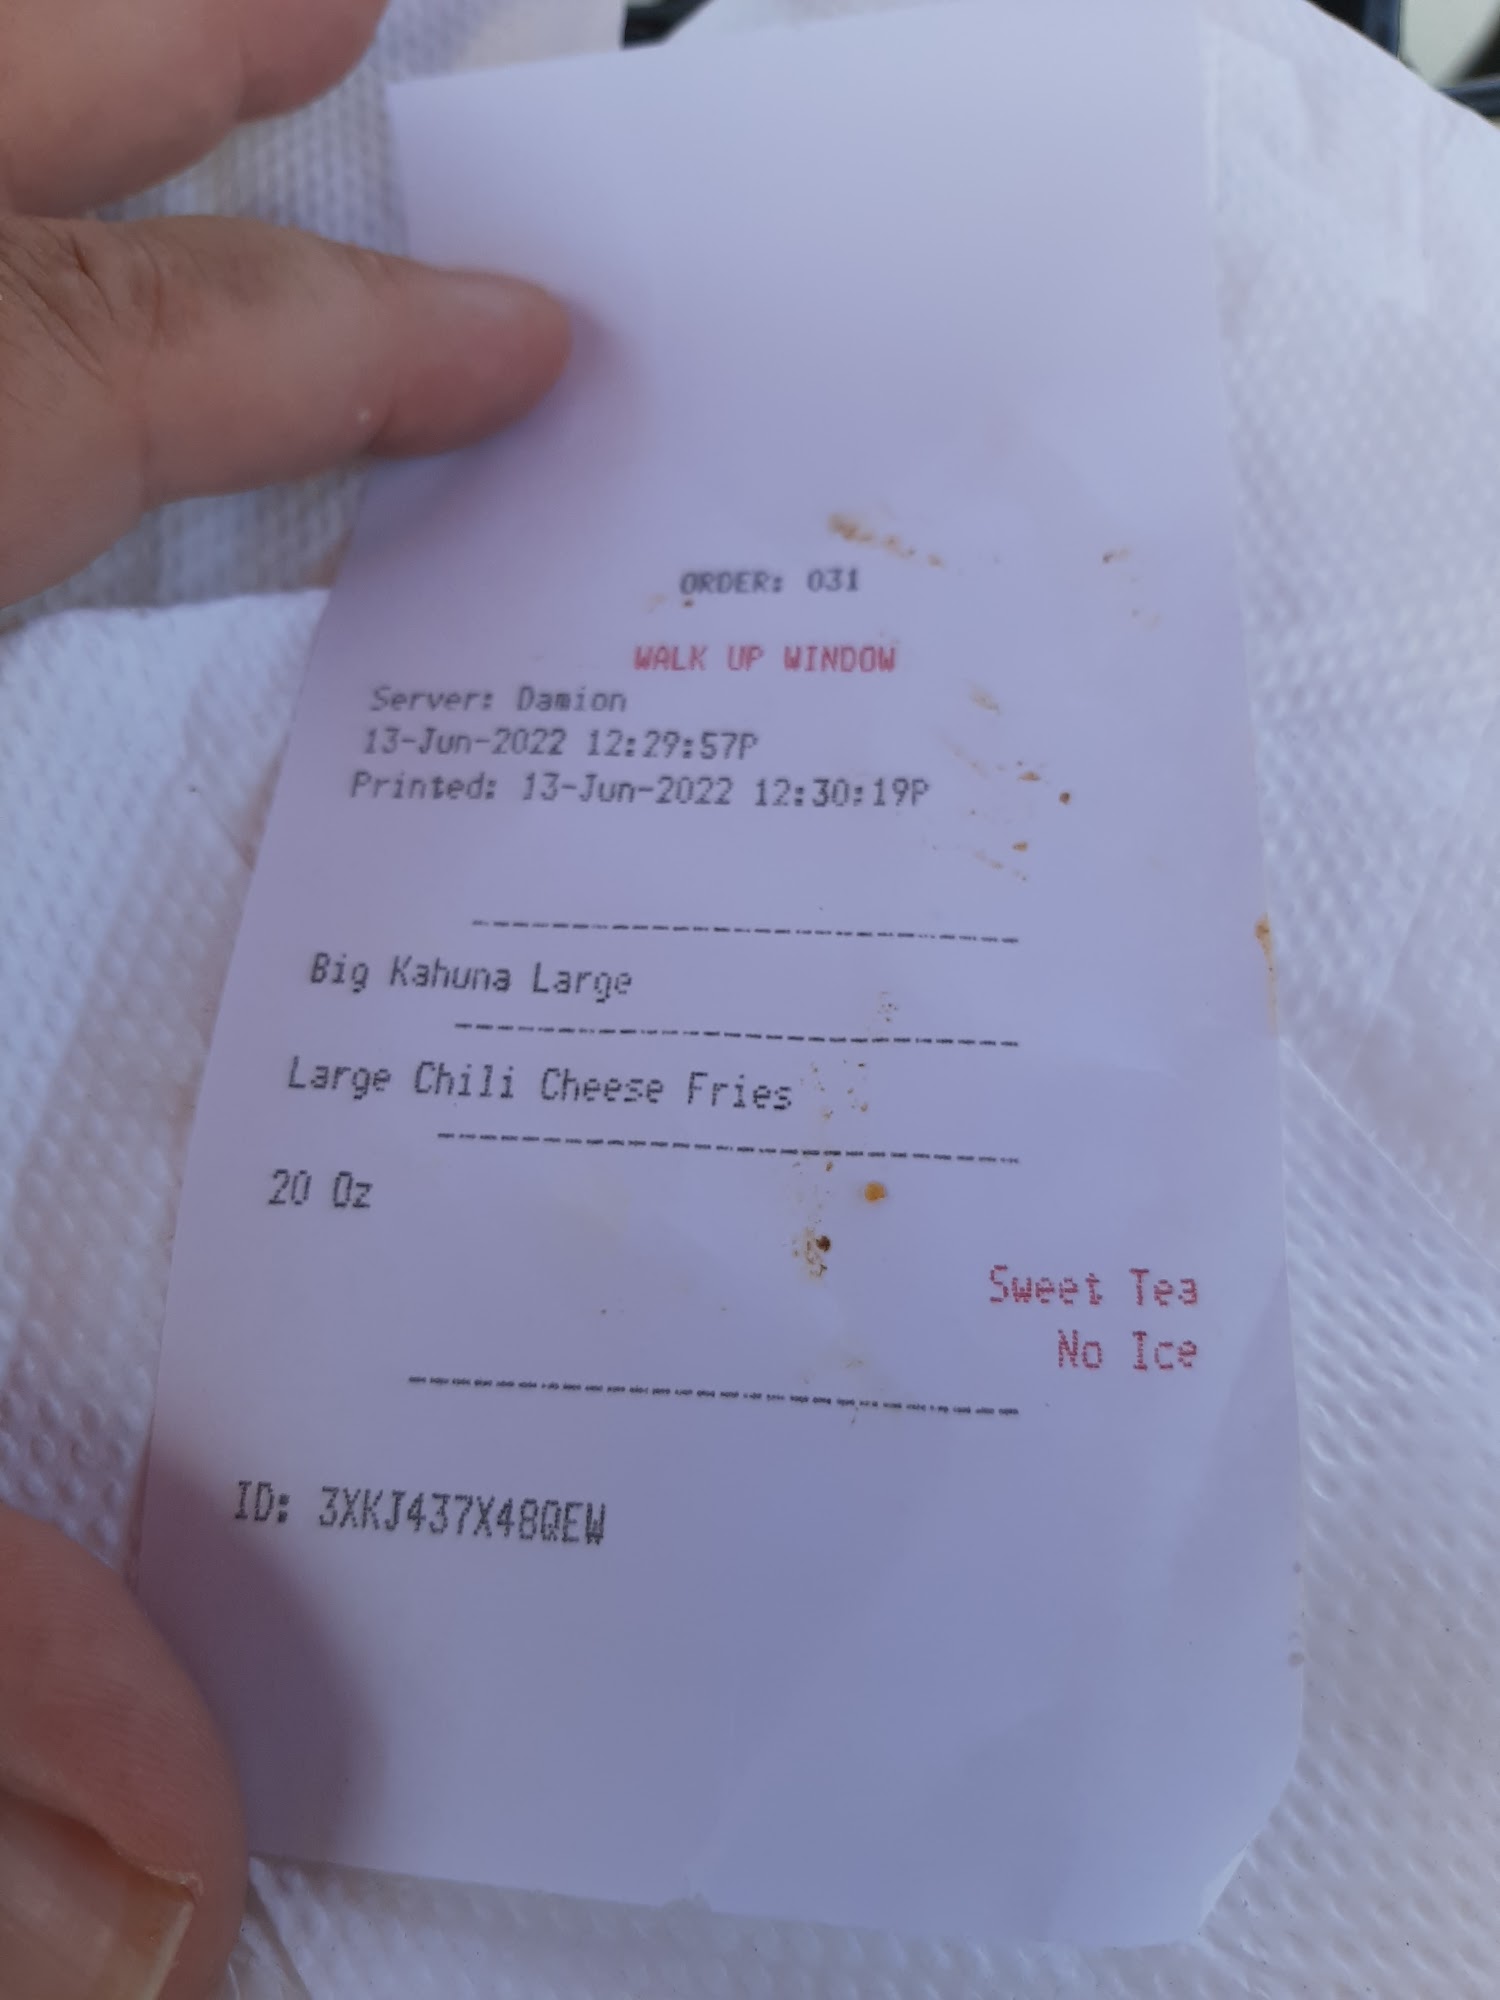 ORDER: 031
WALK UP WINDOW
Server: Damion
13-Jun-2022 12:29:57P
Printed: 13-Jun-2022 12:30:19P
Big Kahuna Large
Large Chili Cheese Fries
20 Oz
Sweet Tea
No Ice
ID: 3XKJ437X48QEW